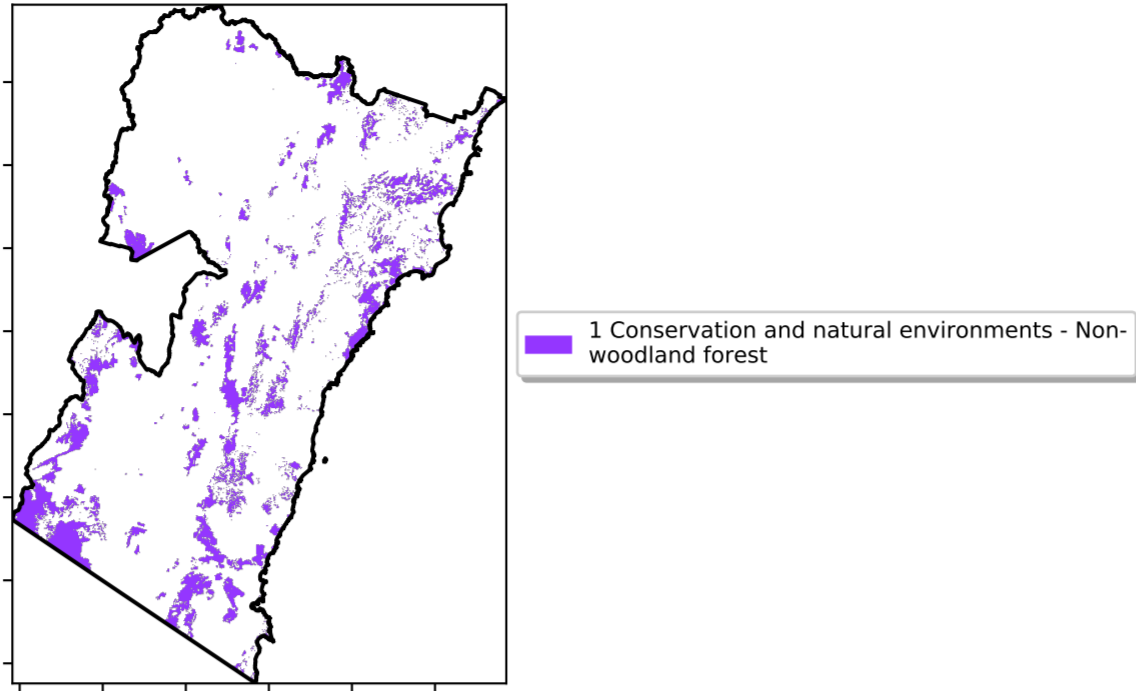 1 Conservation and natural environments - Non-
woodland forest